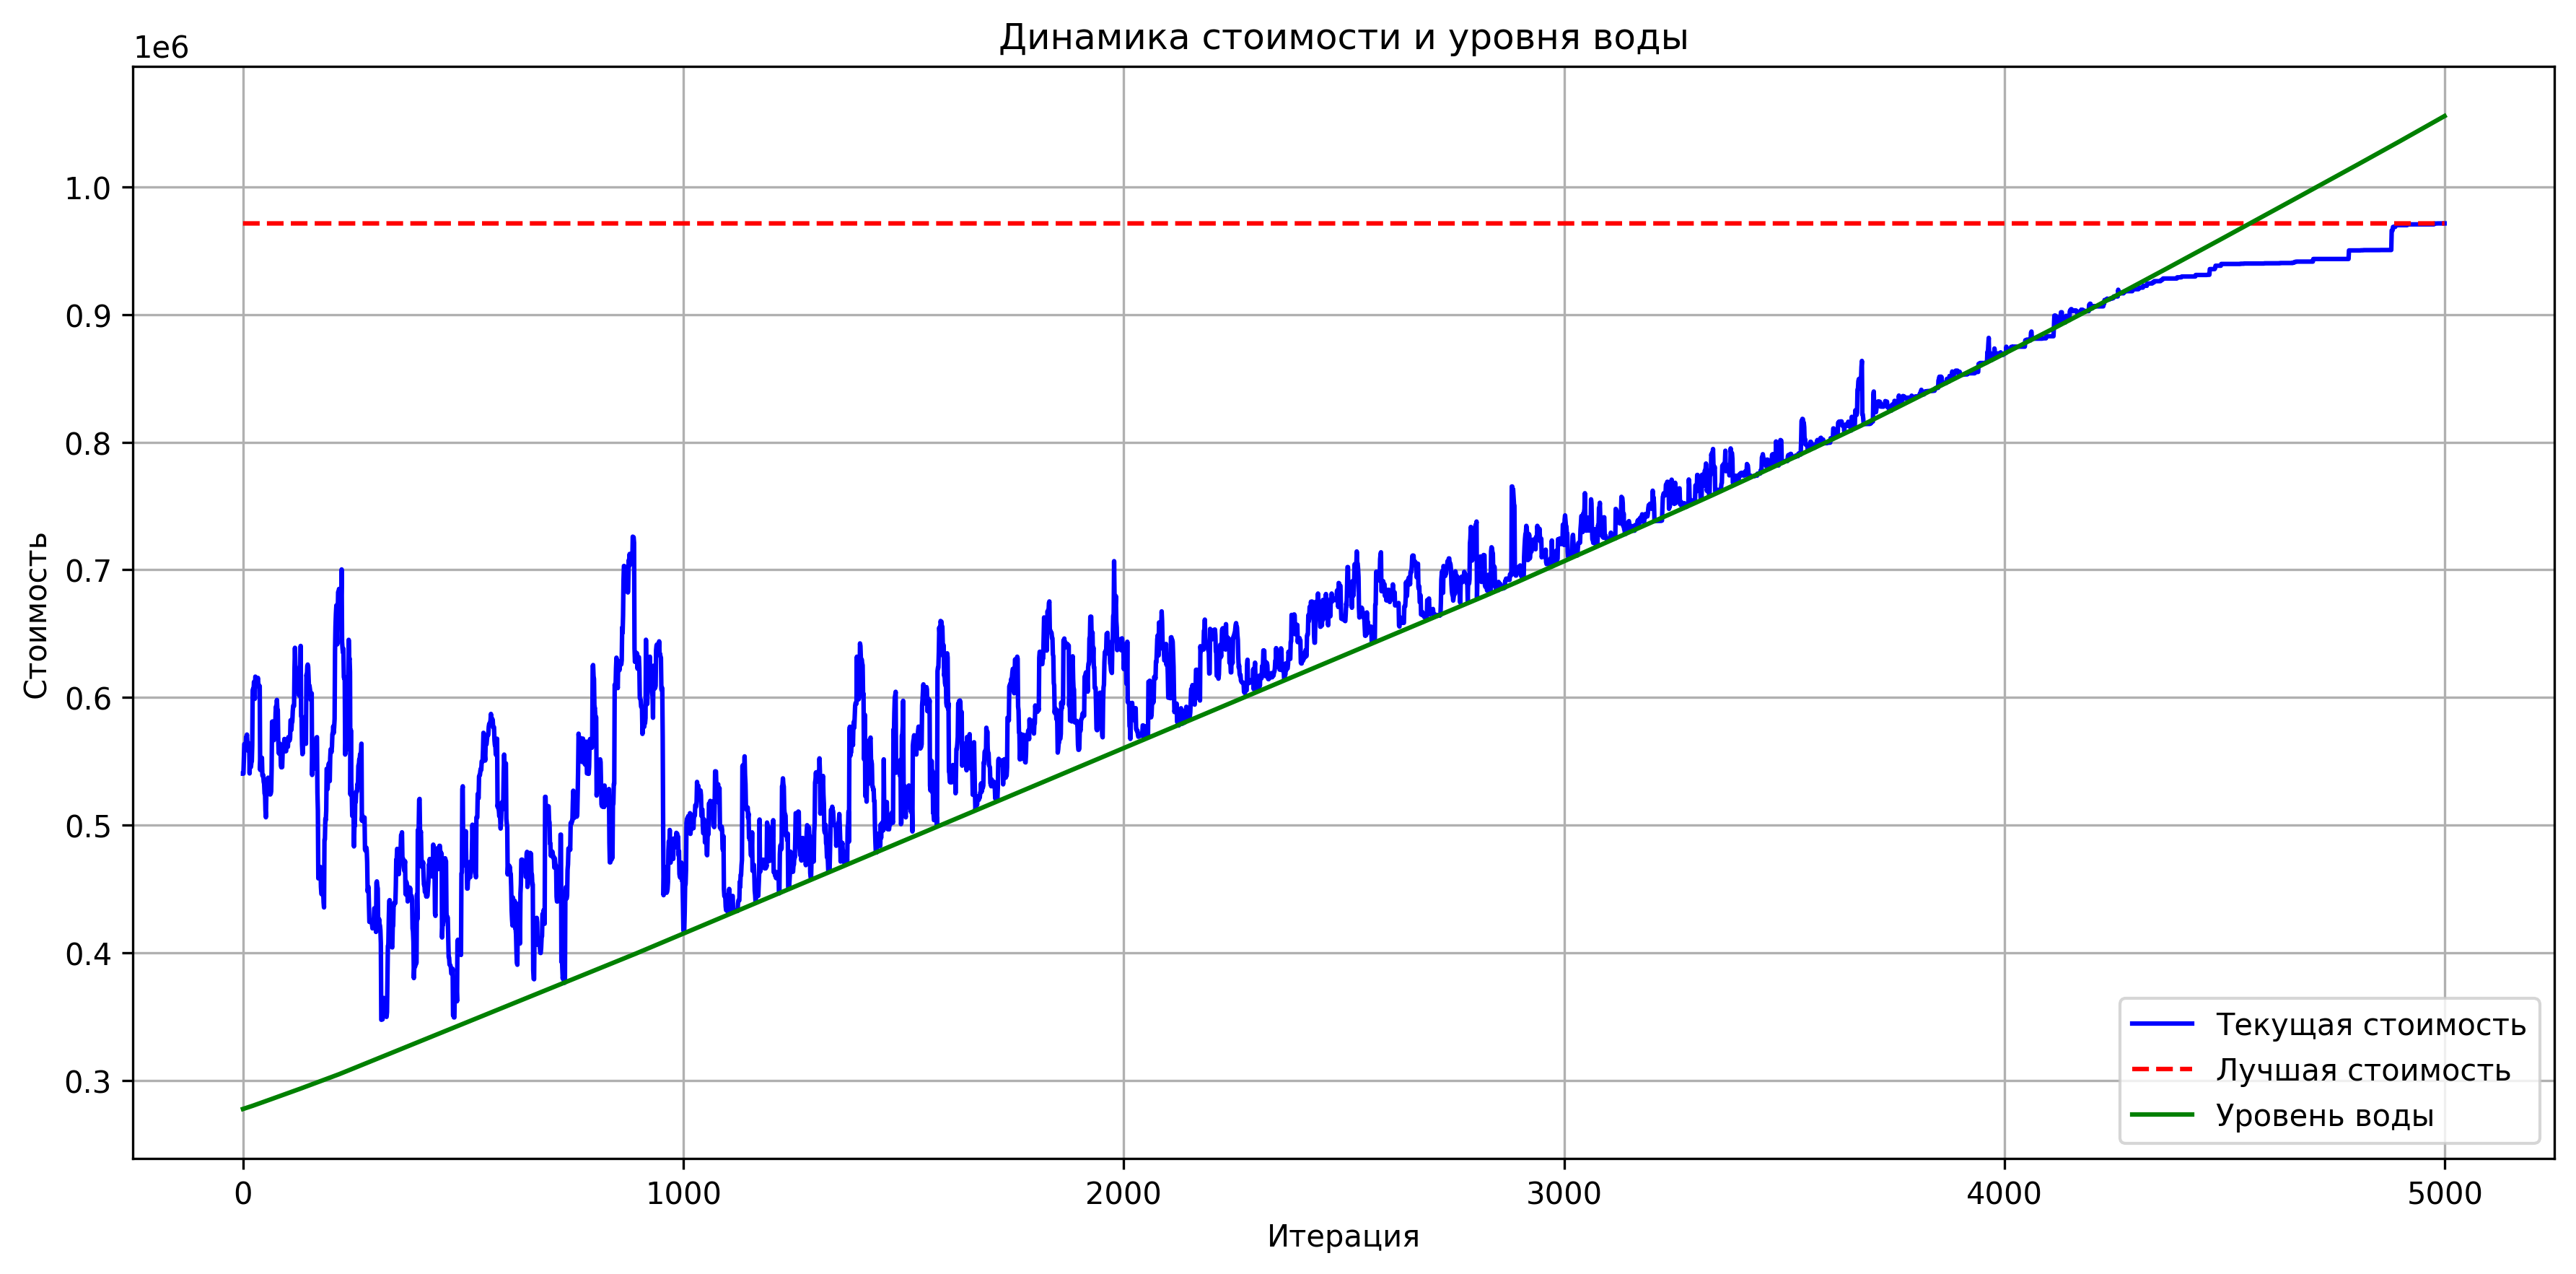 Динамика стоимости и уровня воды
1e6
1.0
0.9
0.8
0.7
0.6
0.5
0.4
0.3
Стоимость
0 1000 2000 3000 4000 5000
Итерация
Текущая стоимость
Лучшая стоимость
Уровень воды